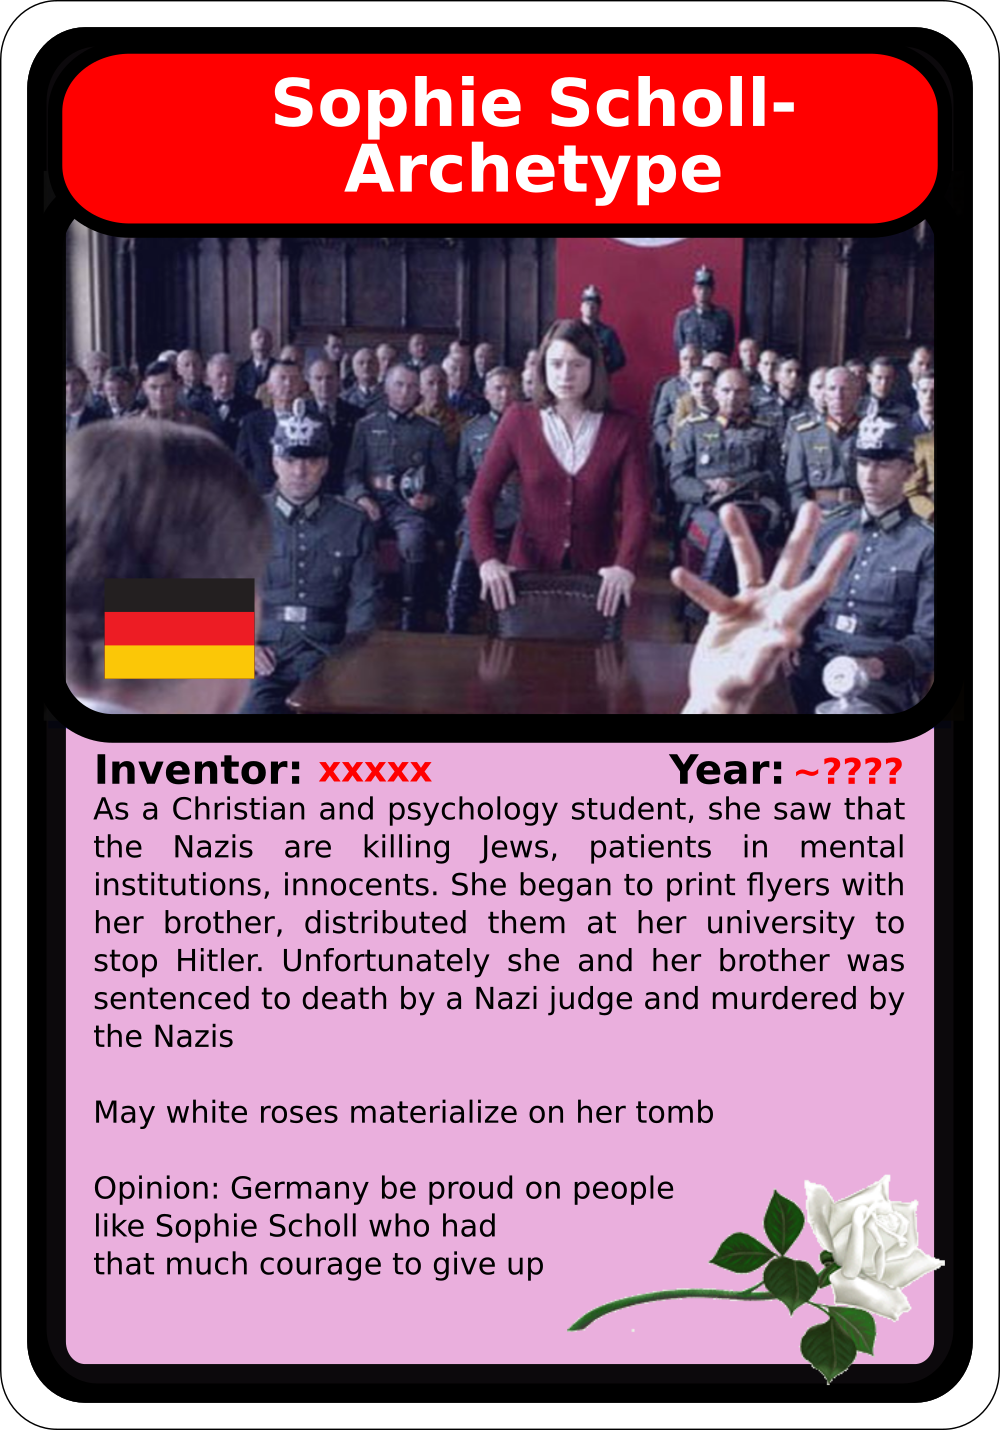 Sophie Scholl-
Archetype
Inventor: xxxxx Year: ~????
As a Christian and psychology student, she saw that
the Nazis are killing Jews, patients in mental
institutions, innocents. She began to print flyers with
her brother, distributed them at her university to
stop Hitler. Unfortunately she and her brother was
sentenced to death by a Nazi judge and murdered by
the Nazis
May white roses materialize on her tomb
Opinion: Germany be proud on people
like Sophie Scholl who had
that much courage to give up